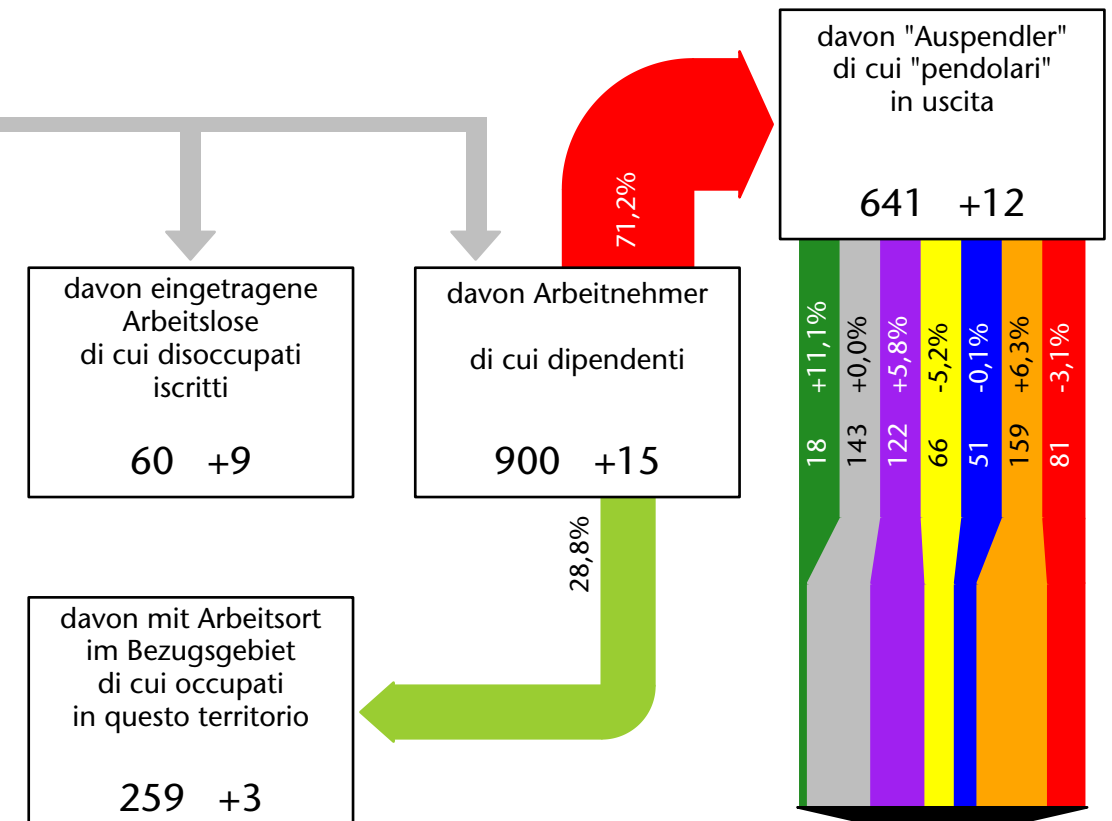 davon "Auspendler"
di cui "pendolari"
in uscita
641 +12
71,2%
davon eingetragene
Arbeitslose
di cui disoccupati
iscritti
60 +9
davon Arbeitnehmer
di cui dipendenti
900 +15
18 +11,1%
143 +0,0%
122 +5,8%
66 -5,2%
51 -0,1%
159 +6,3%
81 -3,1%
28,8%
davon mit Arbeitsort
im Bezugsgebiet
di cui occupati
in questo territorio
259 +3